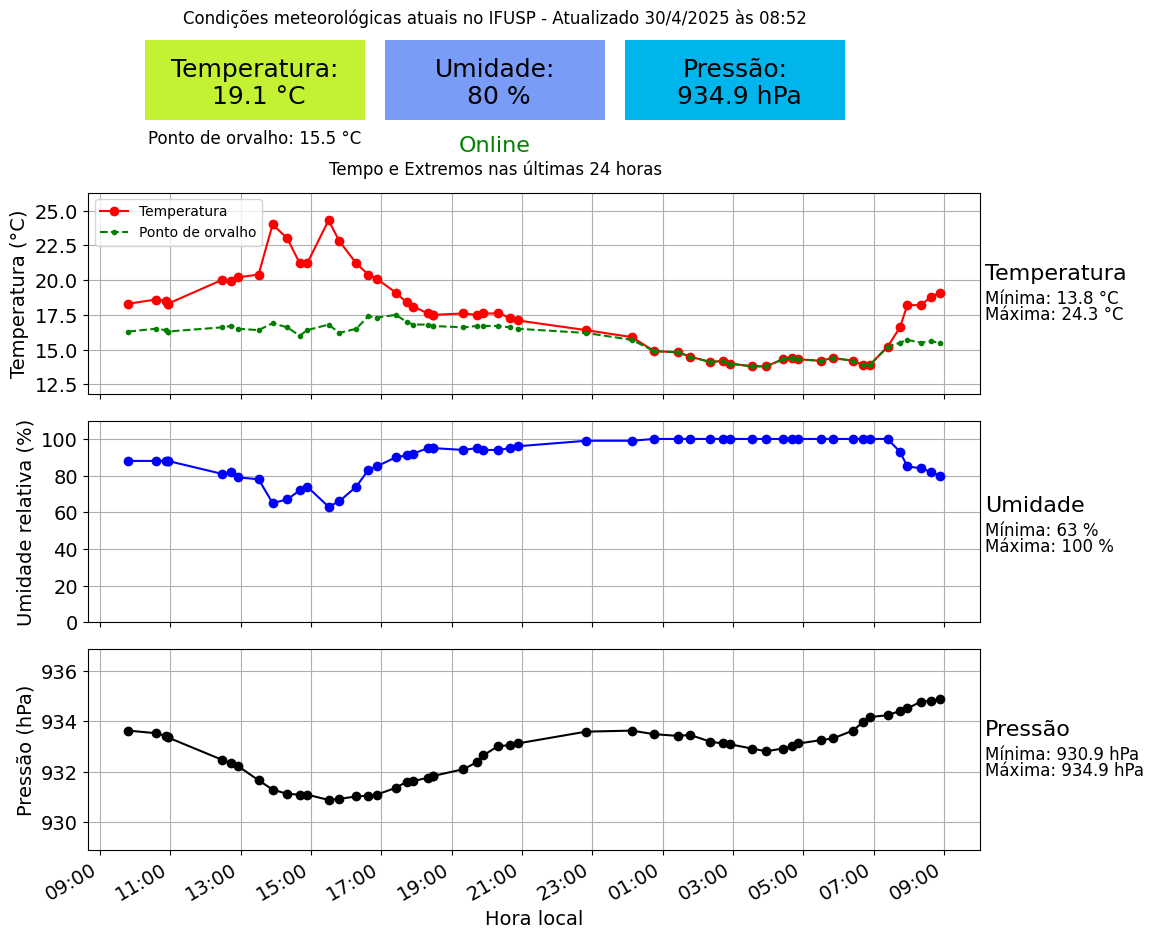 Condições meteorológicas atuais no IFUSP - Atualizado 30/4/2025 às 08:52
Temperatura:
19.1 °C
Umidade:
80 %
Pressão:
934.9 hPa
Ponto de orvalho: 15.5 °C
Online
Tempo e Extremos nas últimas 24 horas
Temperatura (°C)
25.0
22.5
20.0
17.5
15.0
12.5
Temperatura
Ponto de orvalho
Temperatura
Mínima: 13.8 °C
Máxima: 24.3 °C
Umidade relativa (%)
100
80
60
40
20
0
Umidade
Mínima: 63 %
Máxima: 100 %
Pressão (hPa)
936
934
932
930
Pressão
Mínima: 930.9 hPa
Máxima: 934.9 hPa
09:00 11:00 13:00 15:00 17:00 19:00 21:00 23:00 01:00 03:00 05:00 07:00 09:00
Hora local